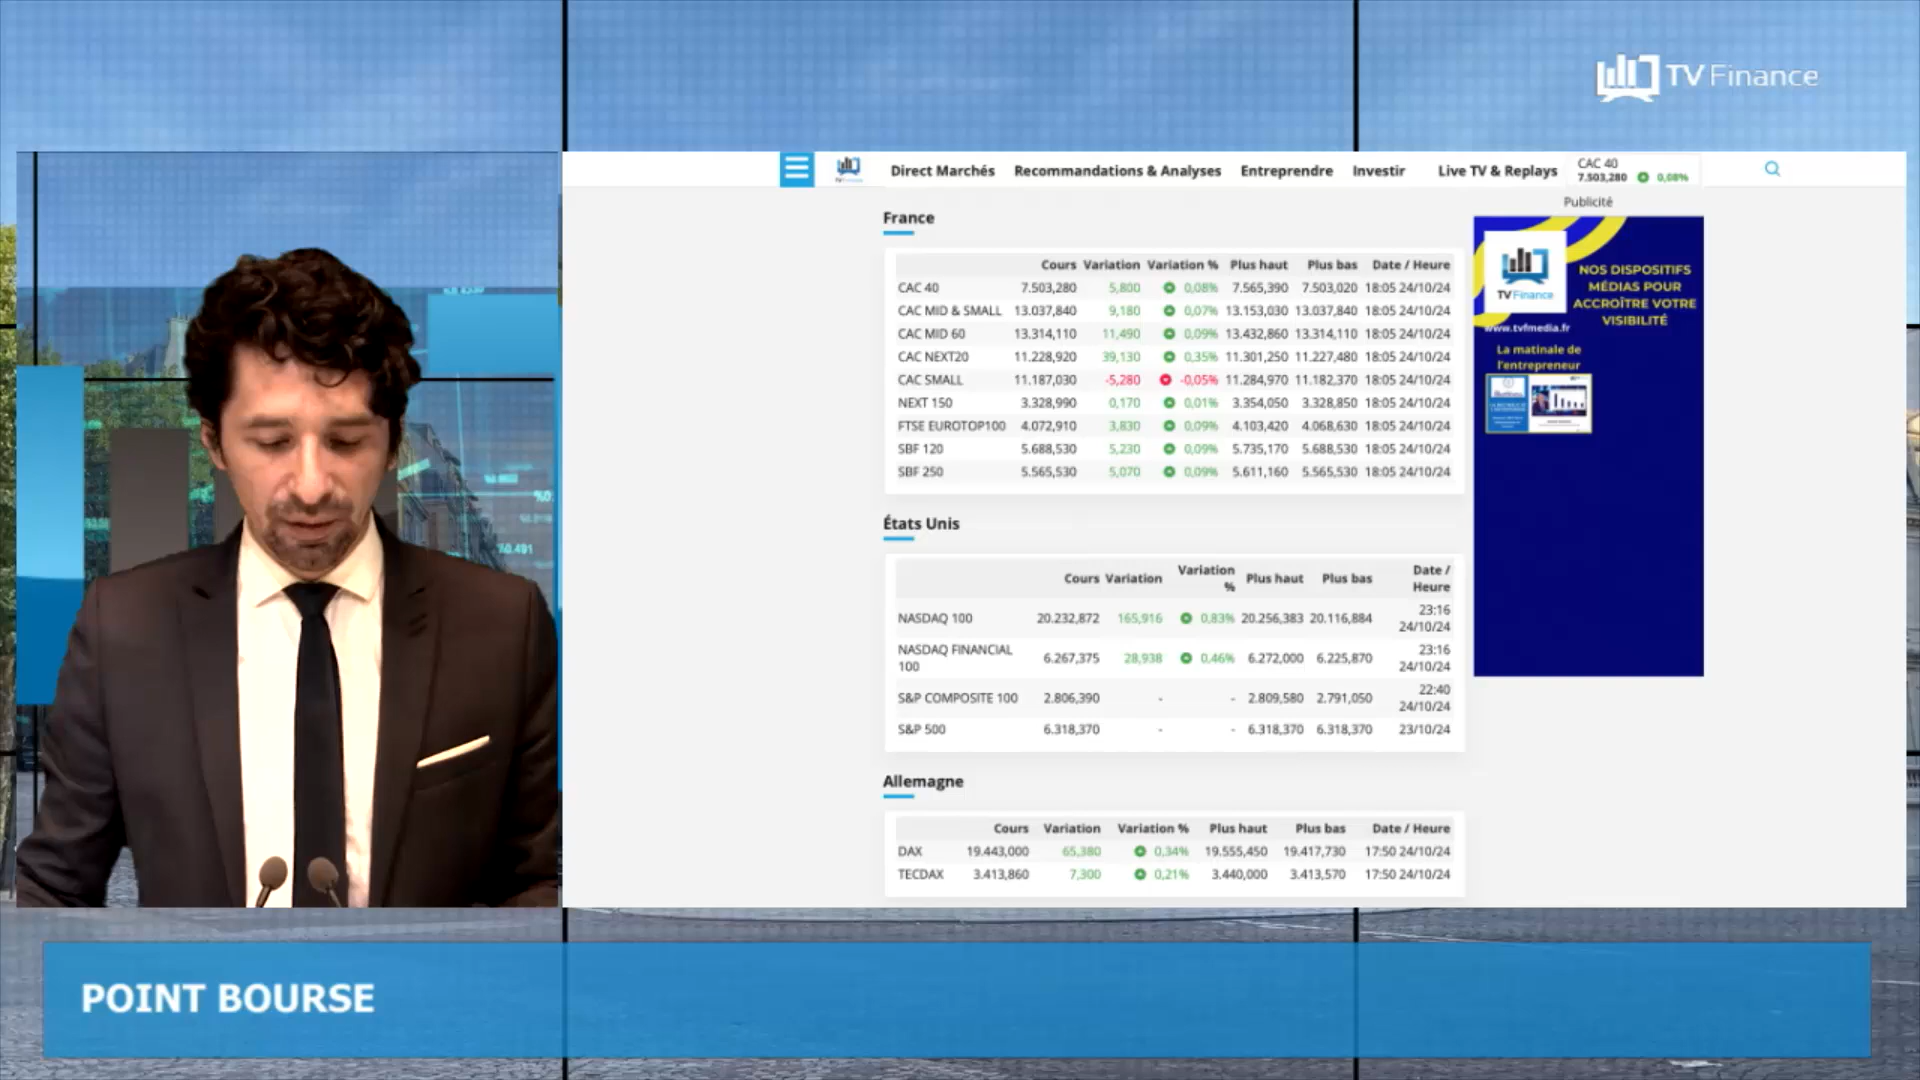 TV Finance
Direct Marchés Recommandations & Analyses Entreprendre Investir Live TV & Replays
CAC 40
7.503,280 0,08%
Publicité
France
Cours Variation Variation % Plus haut Plus bas Date / Heure
CAC 40 7.503,280 5,800 0,08% 7.565,390 7.503,020 18:05 24/10/24
CAC MID & SMALL 13.037,840 9,180 0,07% 13.153,030 13.037,840 18:05 24/10/24
CAC MID 60 13.314,110 11,490 0,09% 13.432,860 13.314,110 18:05 24/10/24
CAC NEXT20 11.228,920 39,130 0,35% 11.301,250 11.227,480 18:05 24/10/24
CAC SMALL 11.187,030 -5,280 -0,05% 11.284,970 11.182,370 18:05 24/10/24
NEXT 150 3.328,990 0,170 0,01% 3.354,050 3.328,850 18:05 24/10/24
FTSE EUROTOP100 4.072,910 3,830 0,09% 4.103,420 4.068,630 18:05 24/10/24
SBF 120 5.688,530 5,230 0,09% 5.735,170 5.688,530 18:05 24/10/24
SBF 250 5.565,530 5,070 0,09% 5.611,160 5.565,530 18:05 24/10/24
États Unis
Cours Variation Variation % Plus haut Plus bas Date / Heure
NASDAQ 100 20.232,872 165,916 0,83% 20.256,383 20.116,884 23:16 24/10/24
NASDAQ FINANCIAL 100 6.267,375 28,938 0,46% 6.272,000 6.225,870 23:16 24/10/24
S&P COMPOSITE 100 2.806,390 - - 2.809,580 2.791,050 22:40 24/10/24
S&P 500 6.318,370 - - 6.318,370 6.318,370 23/10/24
Allemagne
Cours Variation Variation % Plus haut Plus bas Date / Heure
DAX 19.443,000 65,380 0,34% 19.555,450 19.417,730 17:50 24/10/24
TECDAX 3.413,860 7,300 0,21% 3.440,000 3.413,570 17:50 24/10/24
TV Finance
NOS DISPOSITIFS
MÉDIAS POUR
ACCROÎTRE VOTRE
VISIBILITÉ
www.tvfmedia.fr
La matinale de
l'entrepreneur
POINT BOURSE